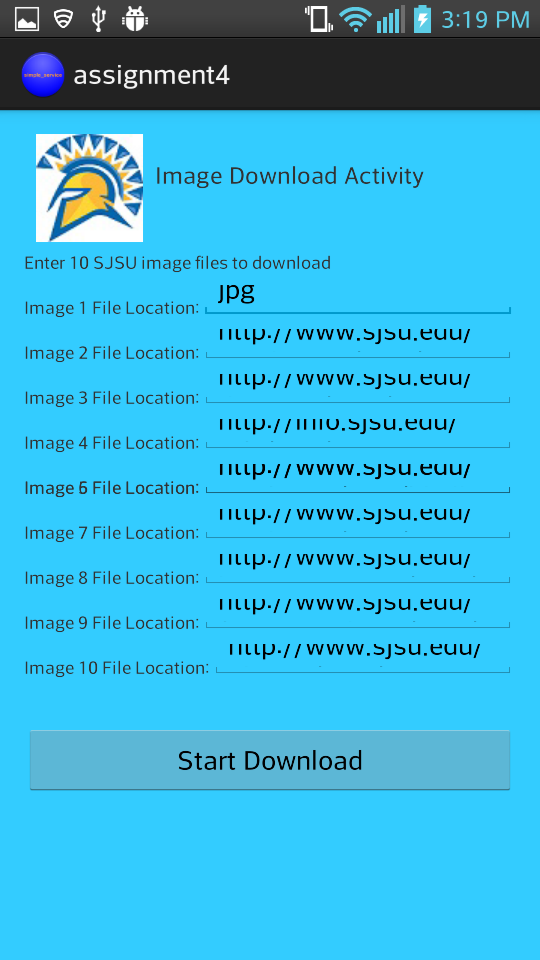 3:19 PM
simple_service
assignment4
Image Download Activity
Enter 10 SJSU image files to download
Image 1 File Location: jpg
Image 2 File Location: http://www.sjsu.edu/
Image 3 File Location: http://www.sjsu.edu/
Image 4 File Location: http://info.sjsu.edu/
Image 6 File Location: http://www.sjsu.edu/
Image 7 File Location: http://www.sjsu.edu/
Image 8 File Location: http://www.sjsu.edu/
Image 9 File Location: http://www.sjsu.edu/
Image 10 File Location: http://www.sjsu.edu/
Start Download